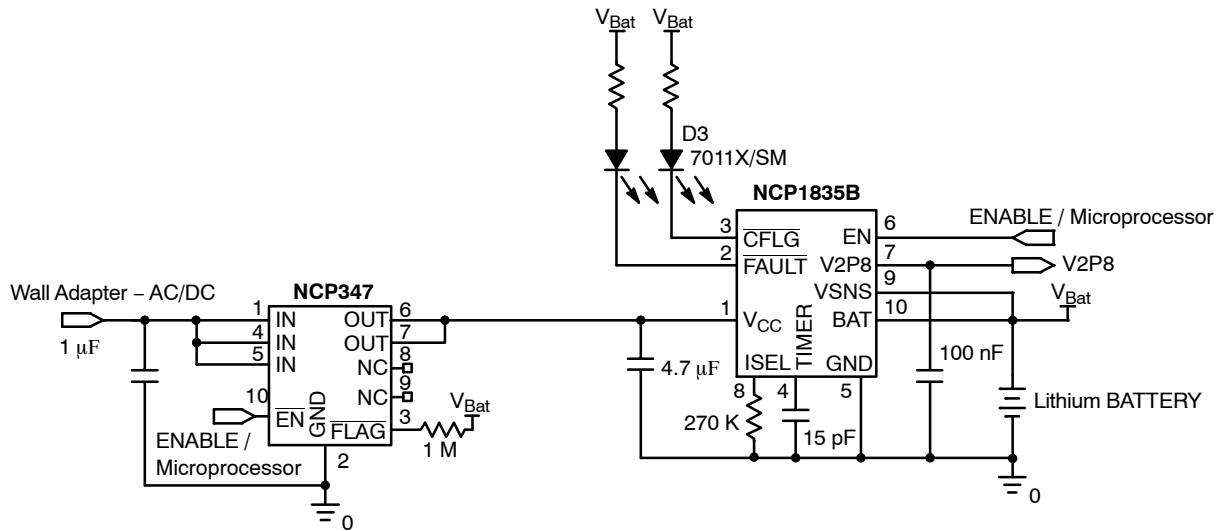 VBat VBat
D3
7011X/SM
NCP1835B
3 CFLG
2 FAULT
1 VCC
ISEL
TIMER
GND
EN 6
V2P8 7
VSNS 9
BAT 10
8 4 5
ENABLE / Microprocessor
V2P8
VBat
Wall Adapter – AC/DC
1 μF
NCP347
1 IN
4 IN
5 IN
10 EN
GND
OUT 6
OUT 7
NC 8
NC 9
FLAG 3
2
ENABLE /
Microprocessor
VBat
1 M
0
4.7 μF
270 K
15 pF
100 nF
Lithium BATTERY
0